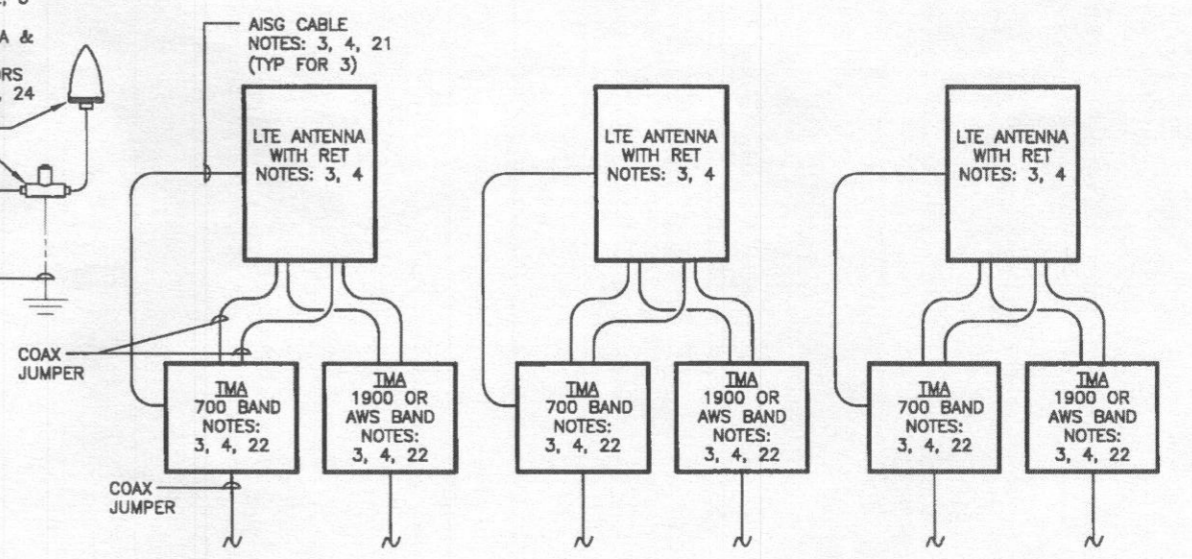 A &
24
AISG CABLE
NOTES: 3, 4, 21
(TYP FOR 3)
LTE ANTENNA
WITH RET
NOTES: 3, 4
LTE ANTENNA
WITH RET
NOTES: 3, 4
LTE ANTENNA
WITH RET
NOTES: 3, 4
COAX
JUMPER
TMA
700 BAND
NOTES:
3, 4, 22
TMA
1900 OR
AWS BAND
NOTES:
3, 4, 22
TMA
700 BAND
NOTES:
3, 4, 22
TMA
1900 OR
AWS BAND
NOTES:
3, 4, 22
TMA
700 BAND
NOTES:
3, 4, 22
TMA
1900 OR
AWS BAND
NOTES:
3, 4, 22
COAX
JUMPER